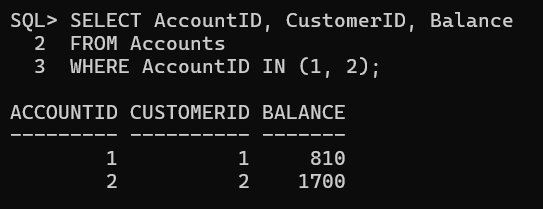 SQL> SELECT AccountID, CustomerID, Balance
  2  FROM Accounts
  3  WHERE AccountID IN (1, 2);

ACCOUNTID CUSTOMERID BALANCE
--------- ---------- -------
        1          1     810
        2          2    1700